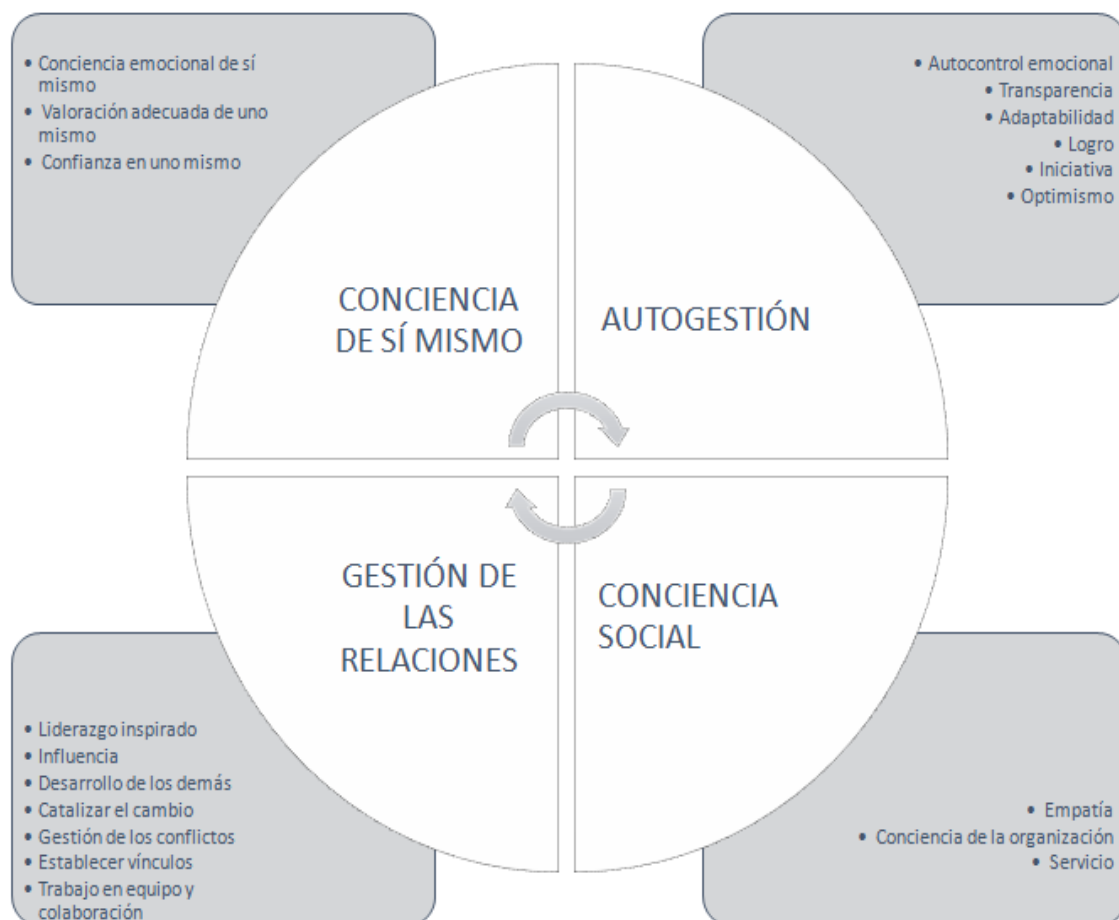 • Conciencia emocional de sí
mismo
• Valoración adecuada de uno
mismo
• Confianza en uno mismo
• Autocontrol emocional
• Transparencia
• Adaptabilidad
• Logro
• Iniciativa
• Optimismo
CONCIENCIA
DE SÍ MISMO
AUTOGESTIÓN
GESTIÓN DE
LAS
RELACIONES
CONCIENCIA
SOCIAL
• Liderazgo inspirado
• Influencia
• Desarrollo de los demás
• Catalizar el cambio
• Gestión de los conflictos
• Establecer vínculos
• Trabajo en equipo y
colaboración
• Empatía
• Conciencia de la organización
• Servicio